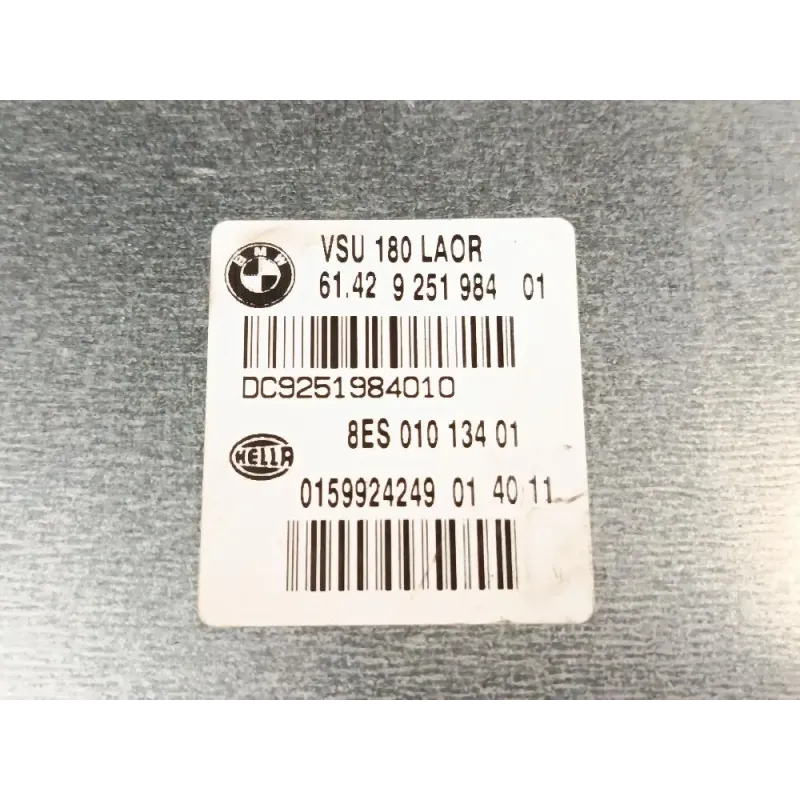 BMW
VSU 180 LAOR
61.42 9 251 984 01
DC9251984010
8ES 010 134 01
HELLA
0159924249 01 40 11